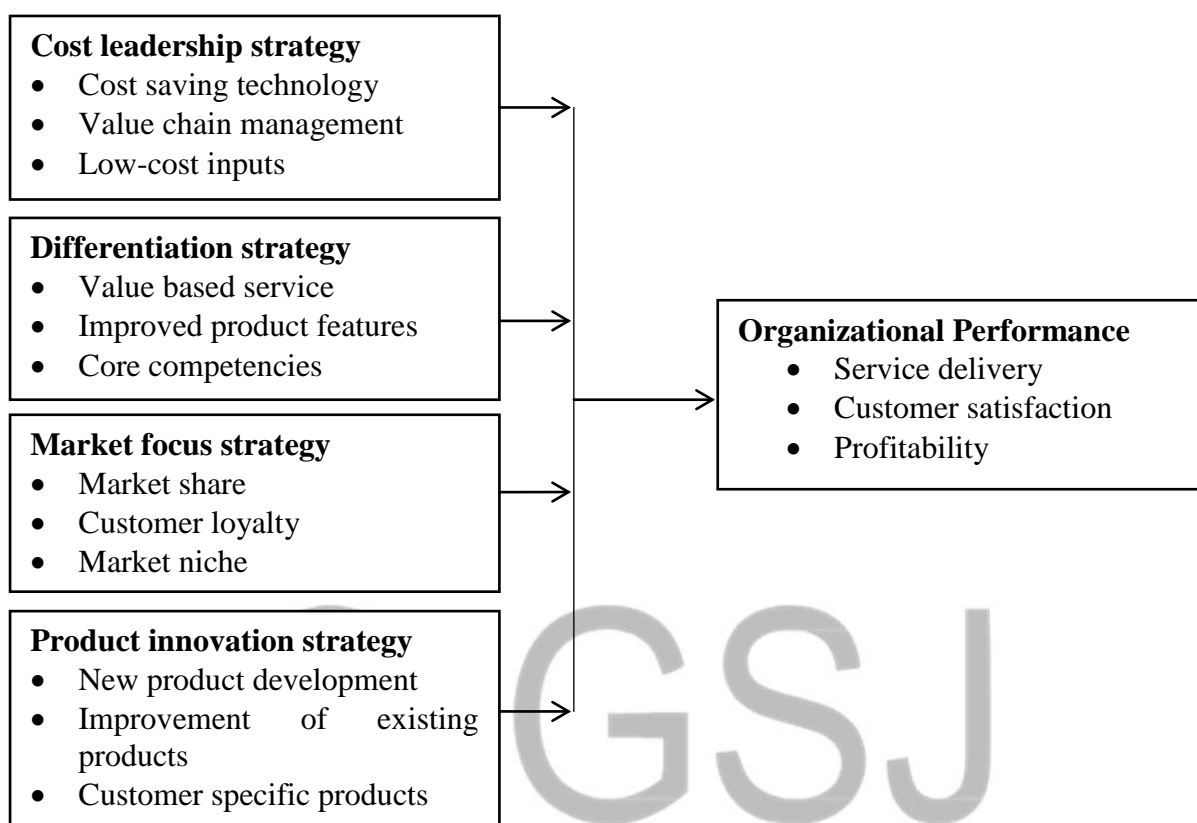 Cost leadership strategy
• Cost saving technology
• Value chain management
• Low-cost inputs
Differentiation strategy
• Value based service
• Improved product features
• Core competencies
Market focus strategy
• Market share
• Customer loyalty
• Market niche
Product innovation strategy
• New product development
• Improvement of existing
products
• Customer specific products
Organizational Performance
• Service delivery
• Customer satisfaction
• Profitability
GSJ